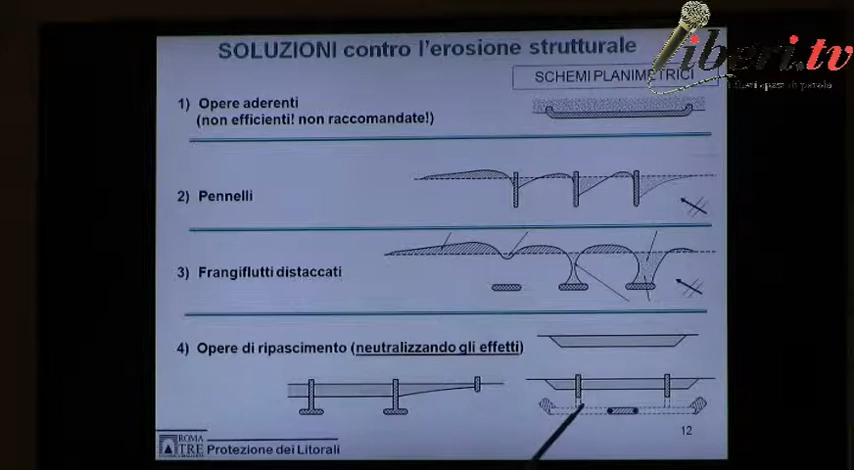 SOLUZIONI contro l'erosione strutturale
liberi.tv
SCHEMI PLANIMETRICI
1) Opere aderenti
(non efficienti! non raccomandate!)
2) Pennelli
3) Frangiflutti distaccati
4) Opere di ripascimento (neutralizzando gli effetti)
12
ROMA
TRE
Protezione dei Litorali